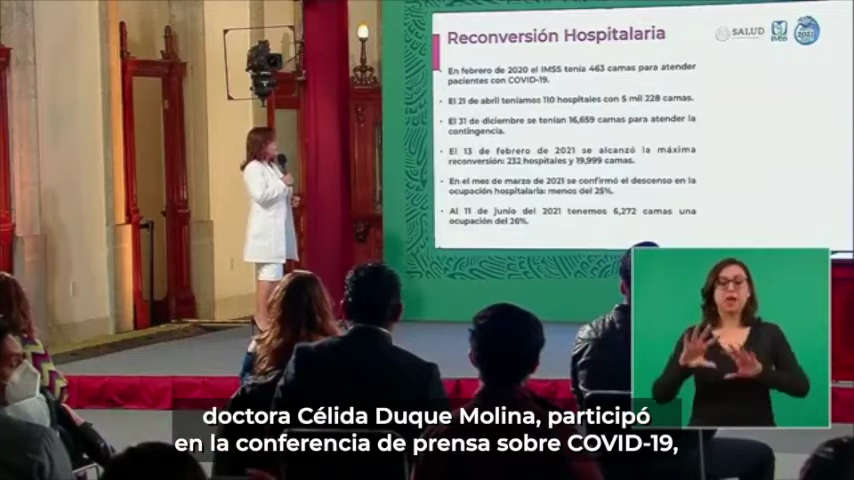 Reconversión Hospitalaria
SALUD
IMSS
2021
En febrero de 2020 el IMSS tenía 463 camas para atender
pacientes con COVID-19.
• El 21 de abril teníamos 110 hospitales con 5 mil 228 camas.
• El 31 de diciembre se tenían 16,659 camas para atender la
contingencia.
• El 13 de febrero de 2021 se alcanzó la máxima
reconversión: 232 hospitales y 19,999 camas.
• En el mes de marzo de 2021 se confirmó el descenso en la
ocupación hospitalaria: menos del 25%.
• Al 11 de junio del 2021 tenemos 6,272 camas una
ocupación del 26%.
doctora Célida Duque Molina, participó
en la conferencia de prensa sobre COVID-19,